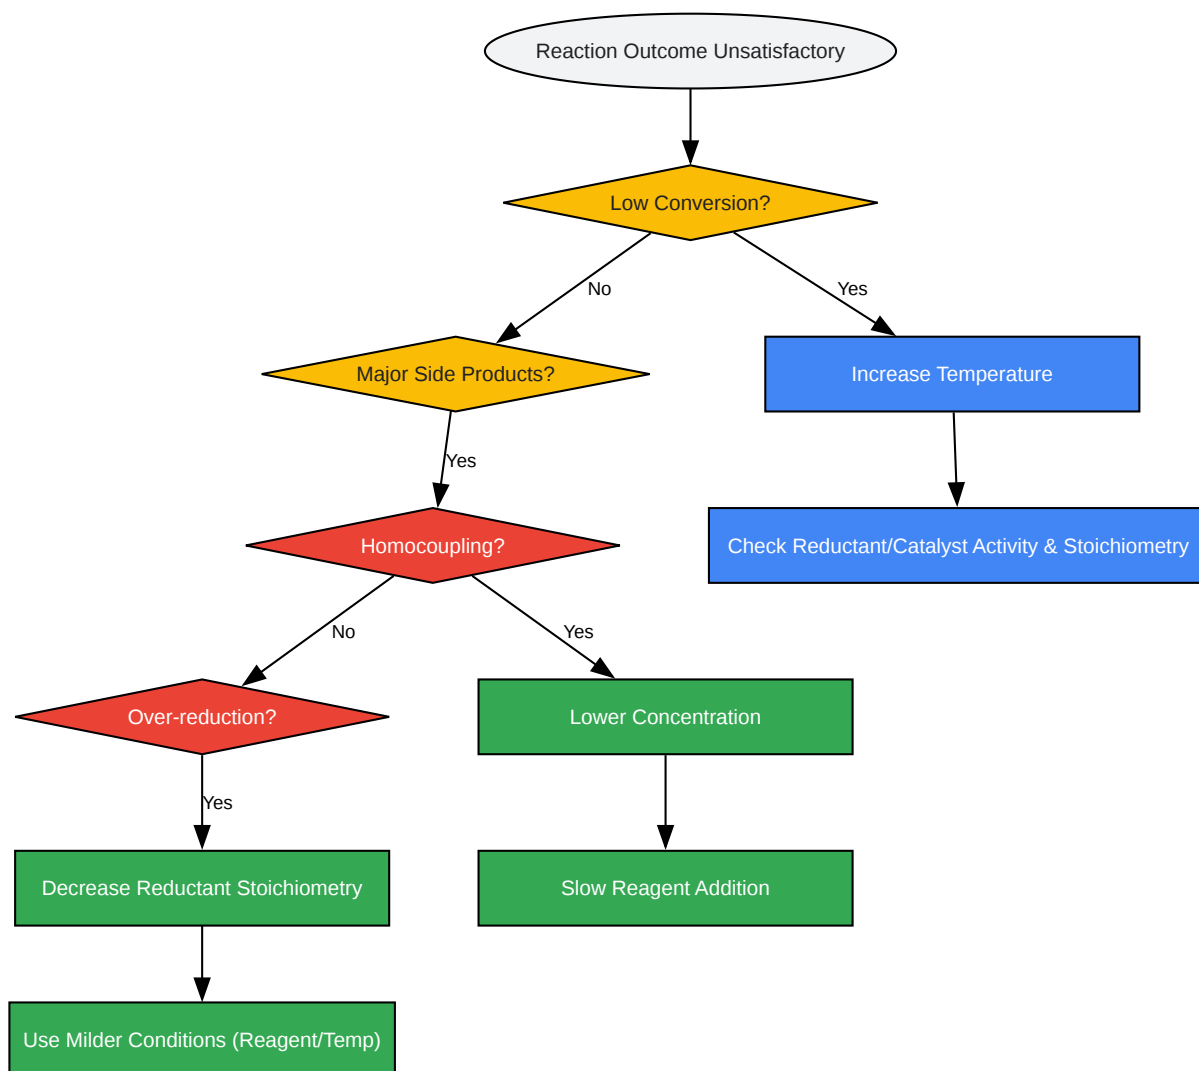 Reaction Outcome Unsatisfactory
Low Conversion?
No
Yes
Major Side Products?
Increase Temperature
Yes
Homocoupling?
Check Reductant/Catalyst Activity & Stoichiometry
No
Yes
Over-reduction?
Lower Concentration
Yes
Decrease Reductant Stoichiometry
Slow Reagent Addition
Use Milder Conditions (Reagent/Temp)